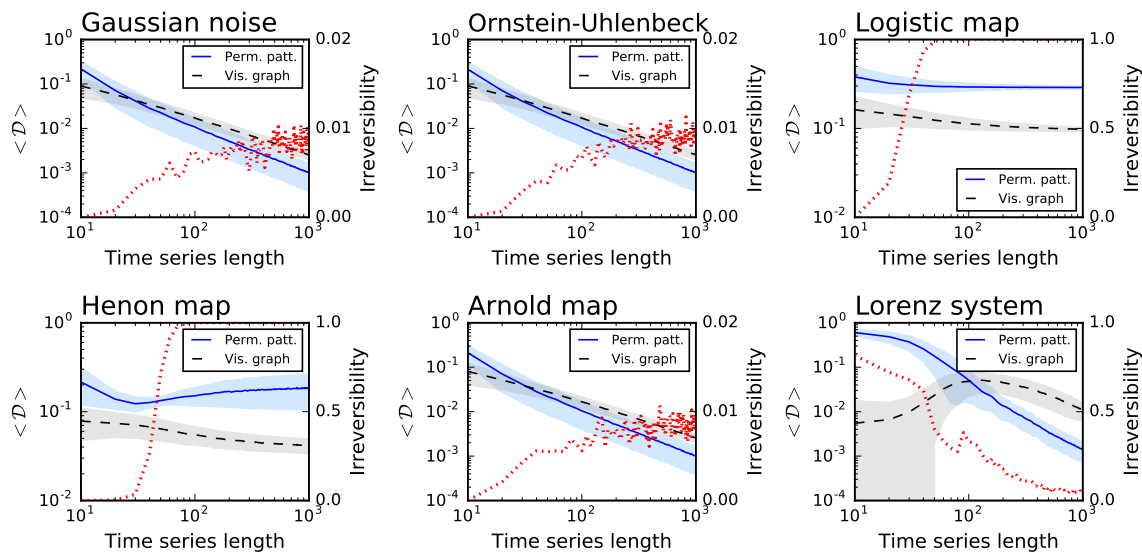 Gaussian noise
10^0
10^-1
10^-2
10^-3
10^-4
<D>
0.02
0.01
0.00
Irreversibility
Perm. patt.
Vis. graph
10^1
10^2
10^3
Time series length
Ornstein-Uhlenbeck
10^0
10^-1
10^-2
10^-3
10^-4
<D>
0.02
0.01
0.00
Irreversibility
Perm. patt.
Vis. graph
10^1
10^2
10^3
Time series length
Logistic map
10^0
10^-1
10^-2
<D>
1.0
0.5
0.0
Irreversibility
Perm. patt.
Vis. graph
10^1
10^2
10^3
Time series length
Henon map
10^0
10^-1
10^-2
<D>
1.0
0.5
0.0
Irreversibility
Perm. patt.
Vis. graph
10^1
10^2
10^3
Time series length
Arnold map
10^0
10^-1
10^-2
10^-3
10^-4
<D>
0.02
0.01
0.00
Irreversibility
Perm. patt.
Vis. graph
10^1
10^2
10^3
Time series length
Lorenz system
10^0
10^-1
10^-2
10^-3
10^-4
<D>
1.0
0.5
0.0
Irreversibility
Perm. patt.
Vis. graph
10^1
10^2
10^3
Time series length